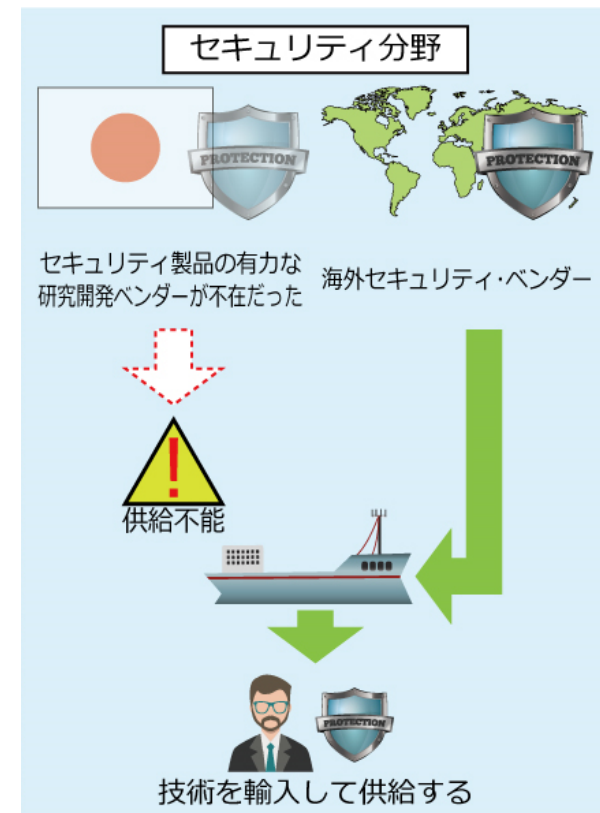 セキュリティ分野
PROTECTION
PROTECTION
セキュリティ製品の有力な
研究開発ベンダーが不在だった
海外セキュリティ・ベンダー
!
供給不能
PROTECTION
技術を輸入して供給する